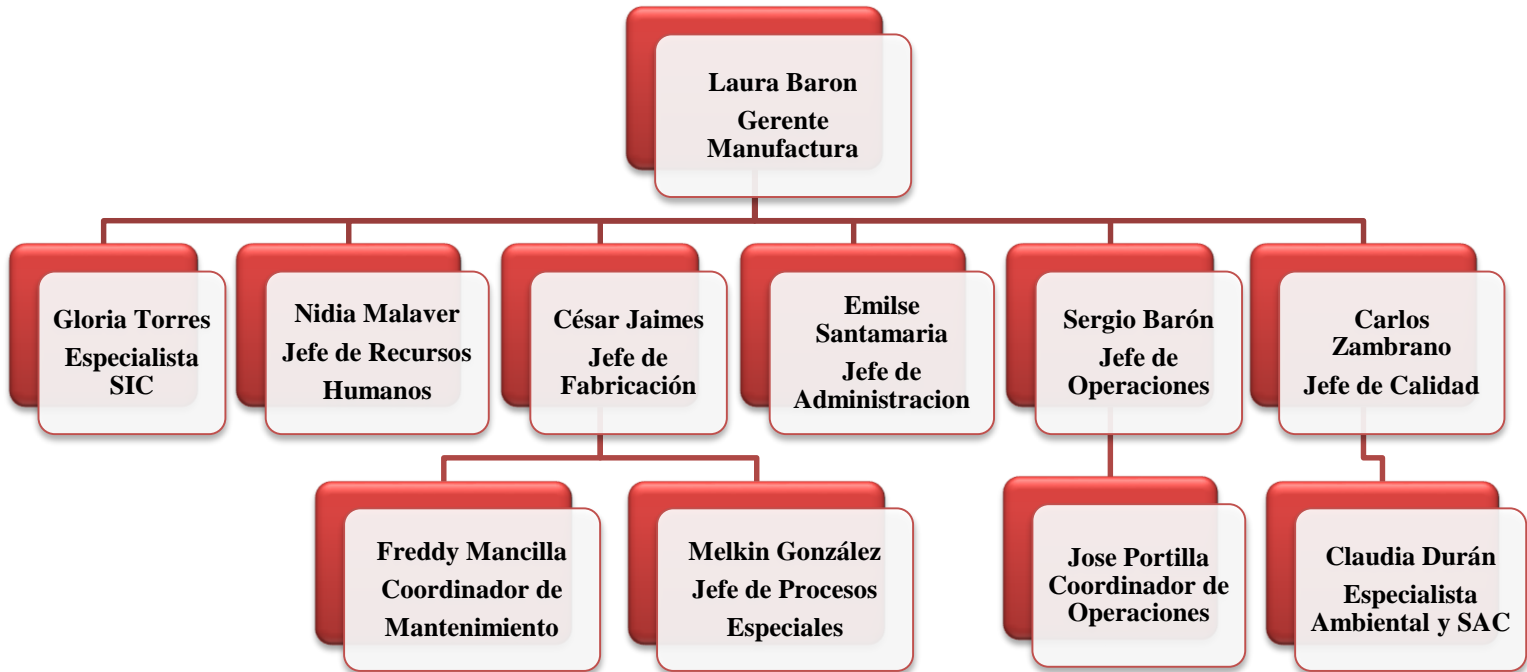 Laura Baron
Gerente
Manufactura
Gloria Torres
Especialista
SIC
Nidia Malaver
Jefe de Recursos
Humanos
César Jaimes
Jefe de
Fabricación
Emilse
Santamaria
Jefe de
Administracion
Sergio Barón
Jefe de
Operaciones
Carlos
Zambrano
Jefe de Calidad
Freddy Mancilla
Coordinador de
Mantenimiento
Melkin González
Jefe de Procesos
Especiales
Jose Portilla
Coordinador de
Operaciones
Claudia Durán
Especialista
Ambiental y SAC